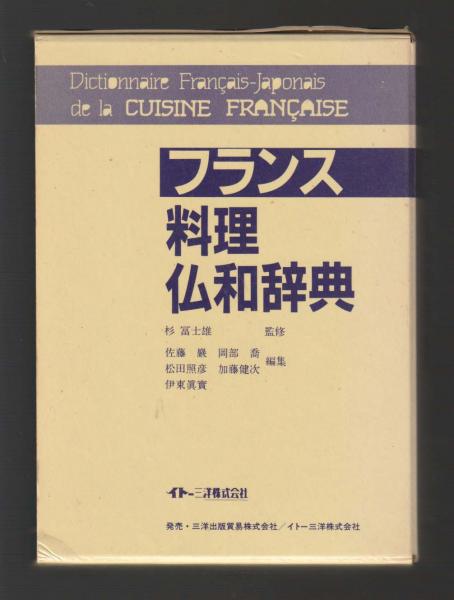 Dictionnaire Français-Japonais
de la CUISINE FRANÇAISE
フランス
料理
仏和辞典
杉 冨士雄 監修
佐藤 巖 岡部 喬
松田照彦 加藤健次 編集
伊東眞實
イトー三洋株式会社
発売・三洋出版貿易株式会社/イトー三洋株式会社